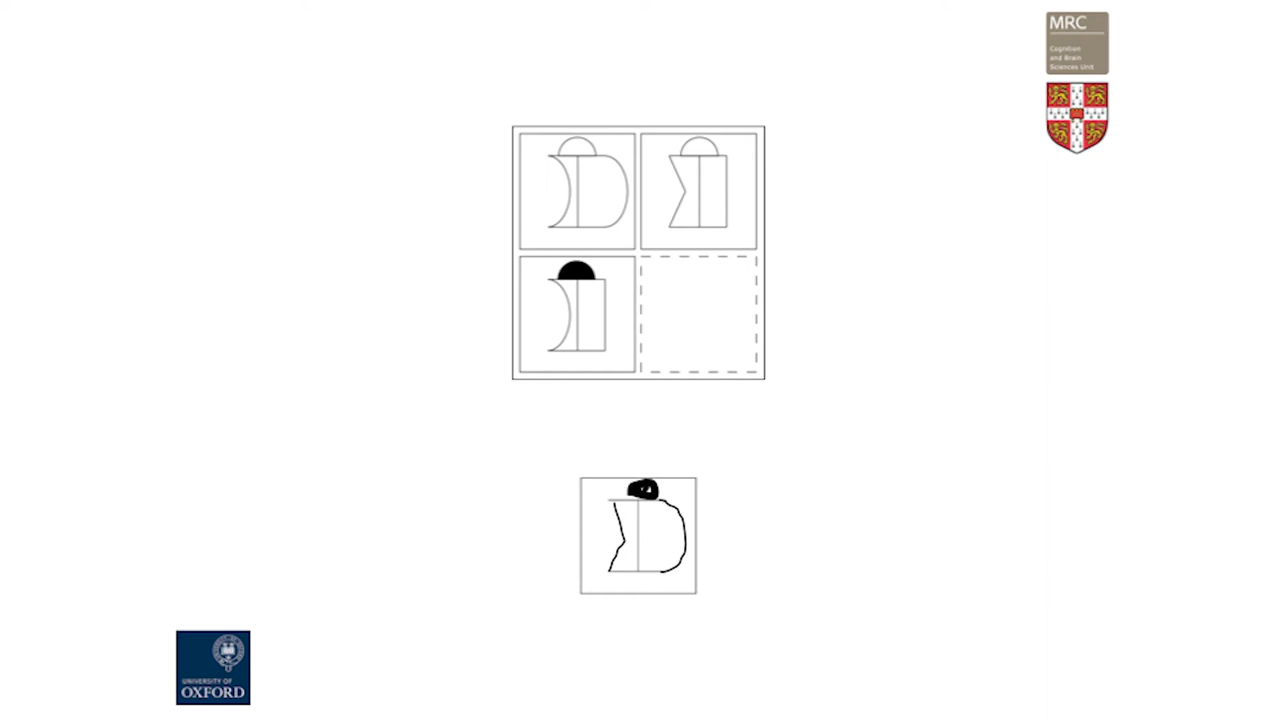 MRC
Cognition
and Brain
Sciences Unit
UNIVERSITY OF
OXFORD